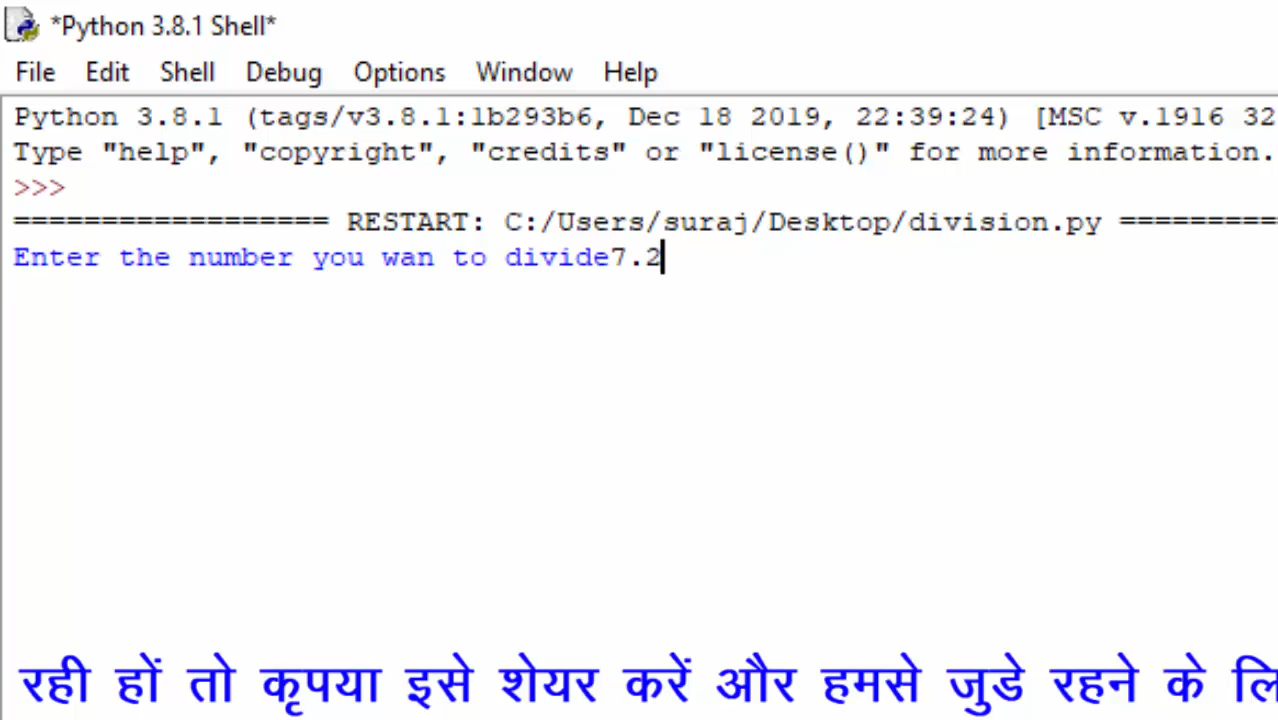 *Python 3.8.1 Shell*
File Edit Shell Debug Options Window Help
Python 3.8.1 (tags/v3.8.1:1b293b6, Dec 18 2019, 22:39:24) [MSC v.1916 32
Type "help", "copyright", "credits" or "license()" for more information.
>>>
================== RESTART: C:/Users/suraj/Desktop/division.py =========
Enter the number you wan to divide7.2
रही हों तो कृपया इसे शेयर करें और हमसे जुडे रहने के लि